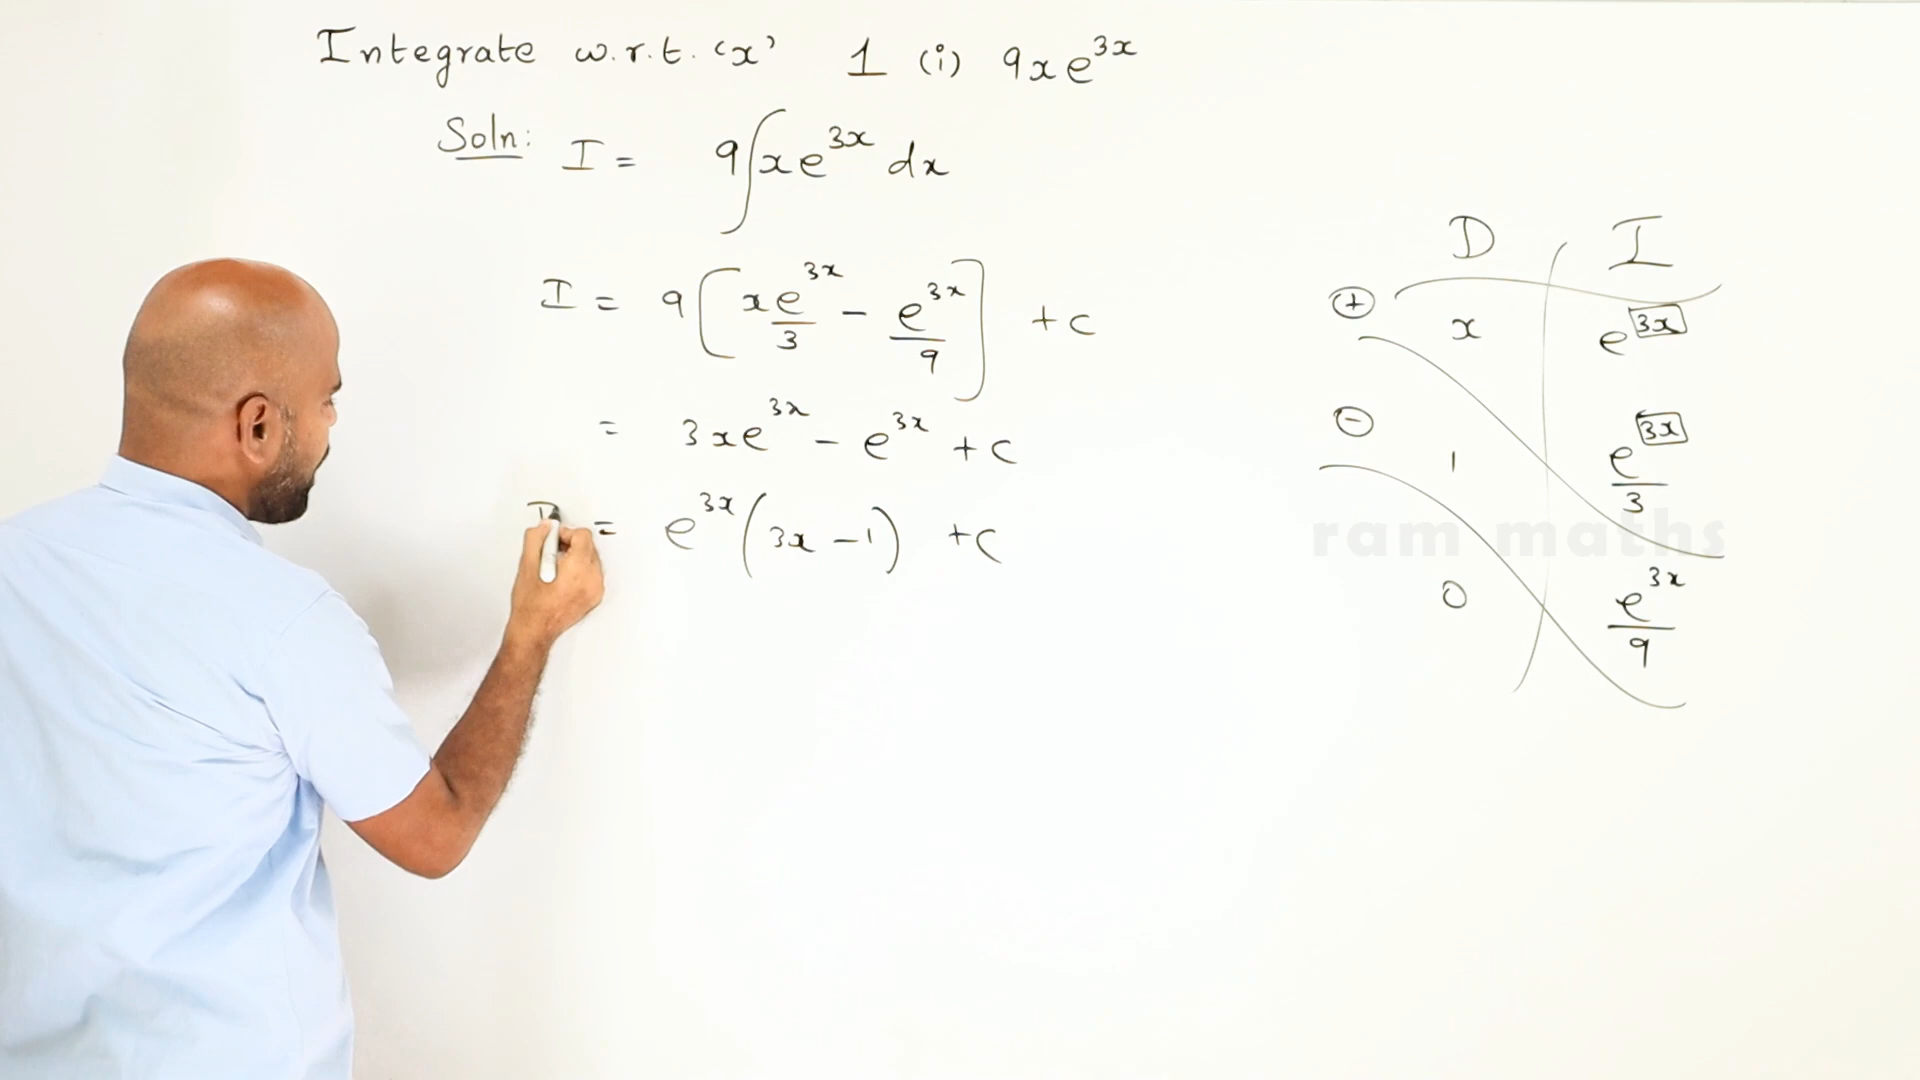 Integrate w.r.t. 'x' 1 (i) 9xe^3x
Soln: I = 9∫xe^3x dx
I = 9[xe^3x/3 - e^3x/9] + c
= 3xe^3x - e^3x + c
I = e^3x(3x - 1) + c
D I
+ x e^3x
- 1 e^3x/3
ram maths
0 e^3x/9